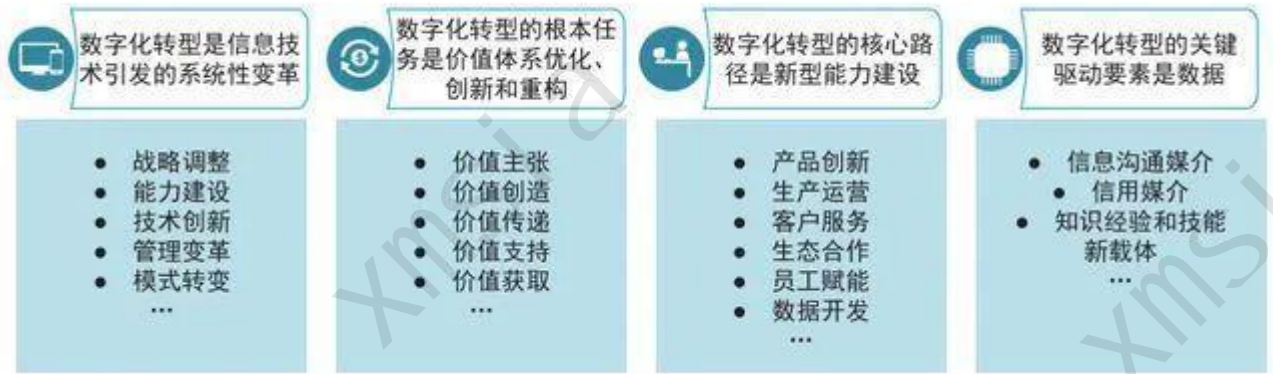 数字化转型是信息技
术引发的系统性变革
● 战略调整
● 能力建设
● 技术创新
● 管理变革
● 模式转变
...
数字化转型的根本任
务是价值体系优化、
创新和重构
● 价值主张
● 价值创造
● 价值传递
● 价值支持
● 价值获取
...
数字化转型的核心路
径是新型能力建设
● 产品创新
● 生产运营
● 客户服务
● 生态合作
● 员工赋能
● 数据开发
...
数字化转型的关键
驱动要素是数据
● 信息沟通媒介
● 信用媒介
● 知识经验和技能
新载体
...
xmsi a
xmsi